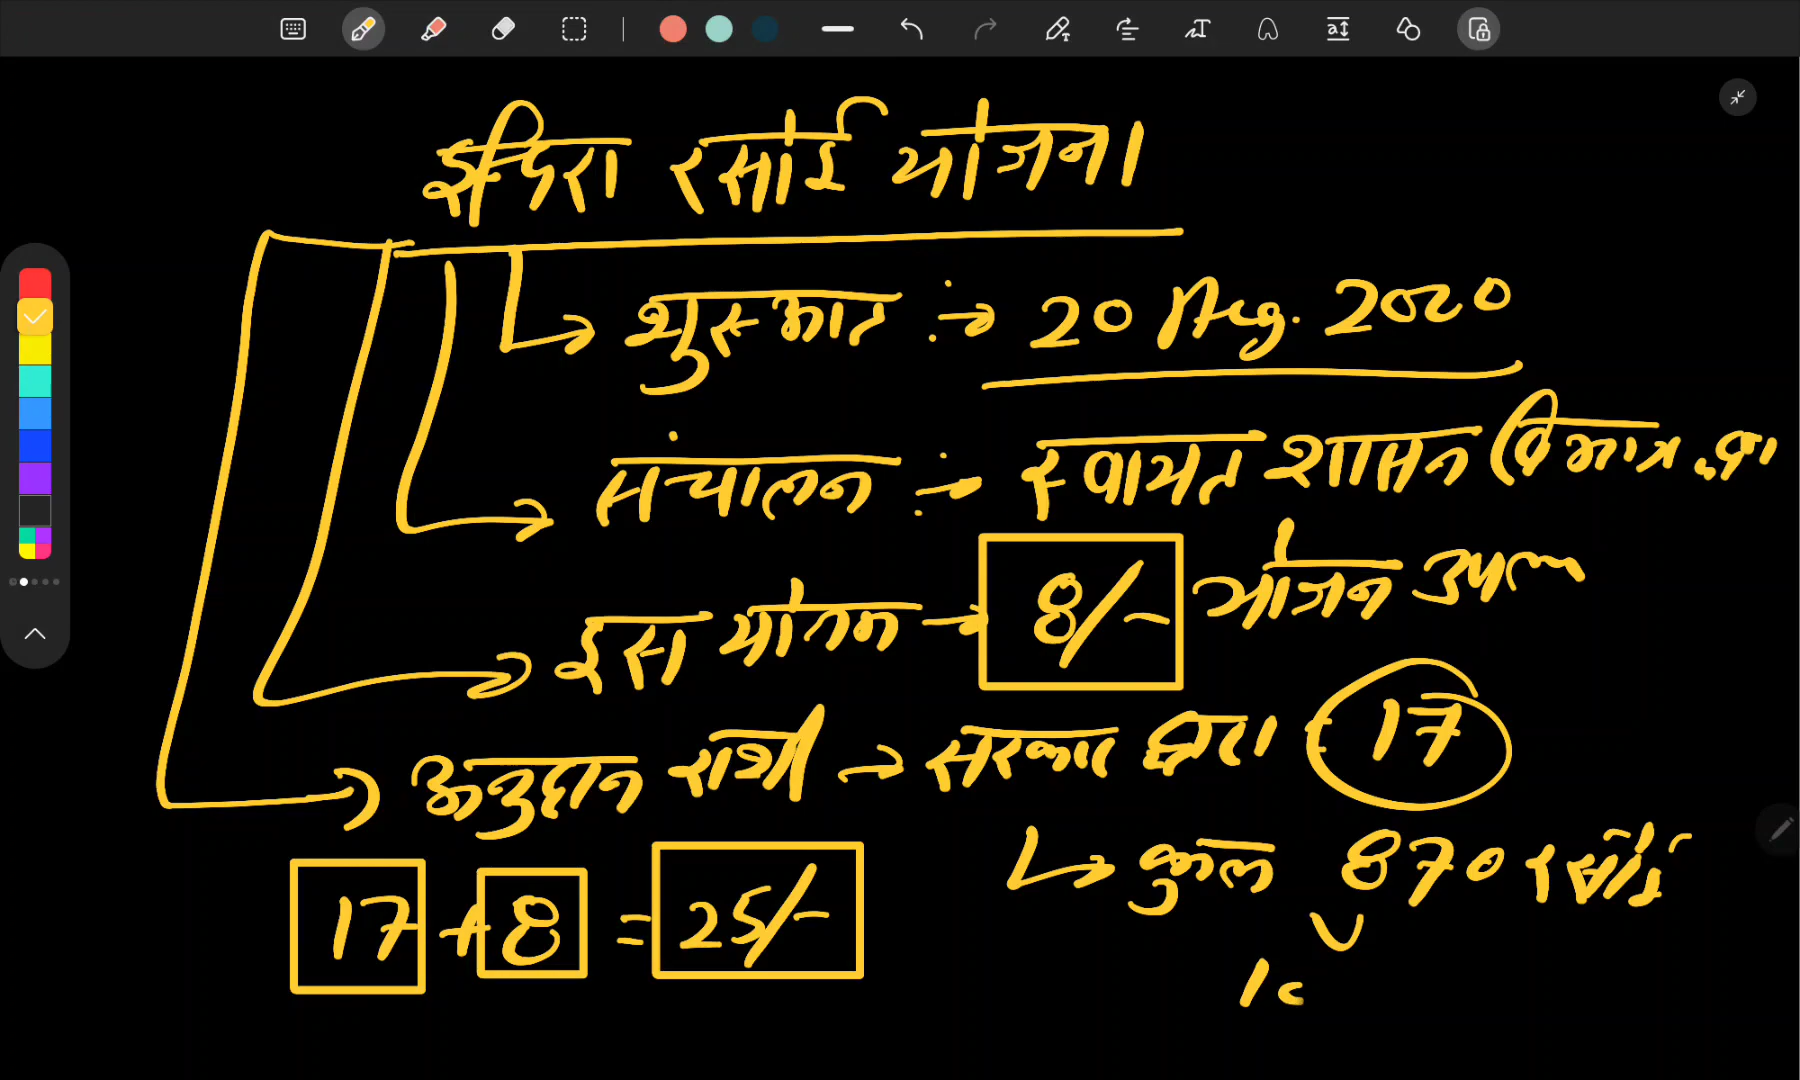 इन्दिरा रसोई योजना
शुरूआत :→ 20 Aug. 2020
संचालन :→ स्वायत शासन विभाग द्वा
इस योजन → 8/- भोजन उपल
अनुदान राशी → सरकार द्वारा = 17
↳ कुल 870 रसोई
17 + 8 = 25/-